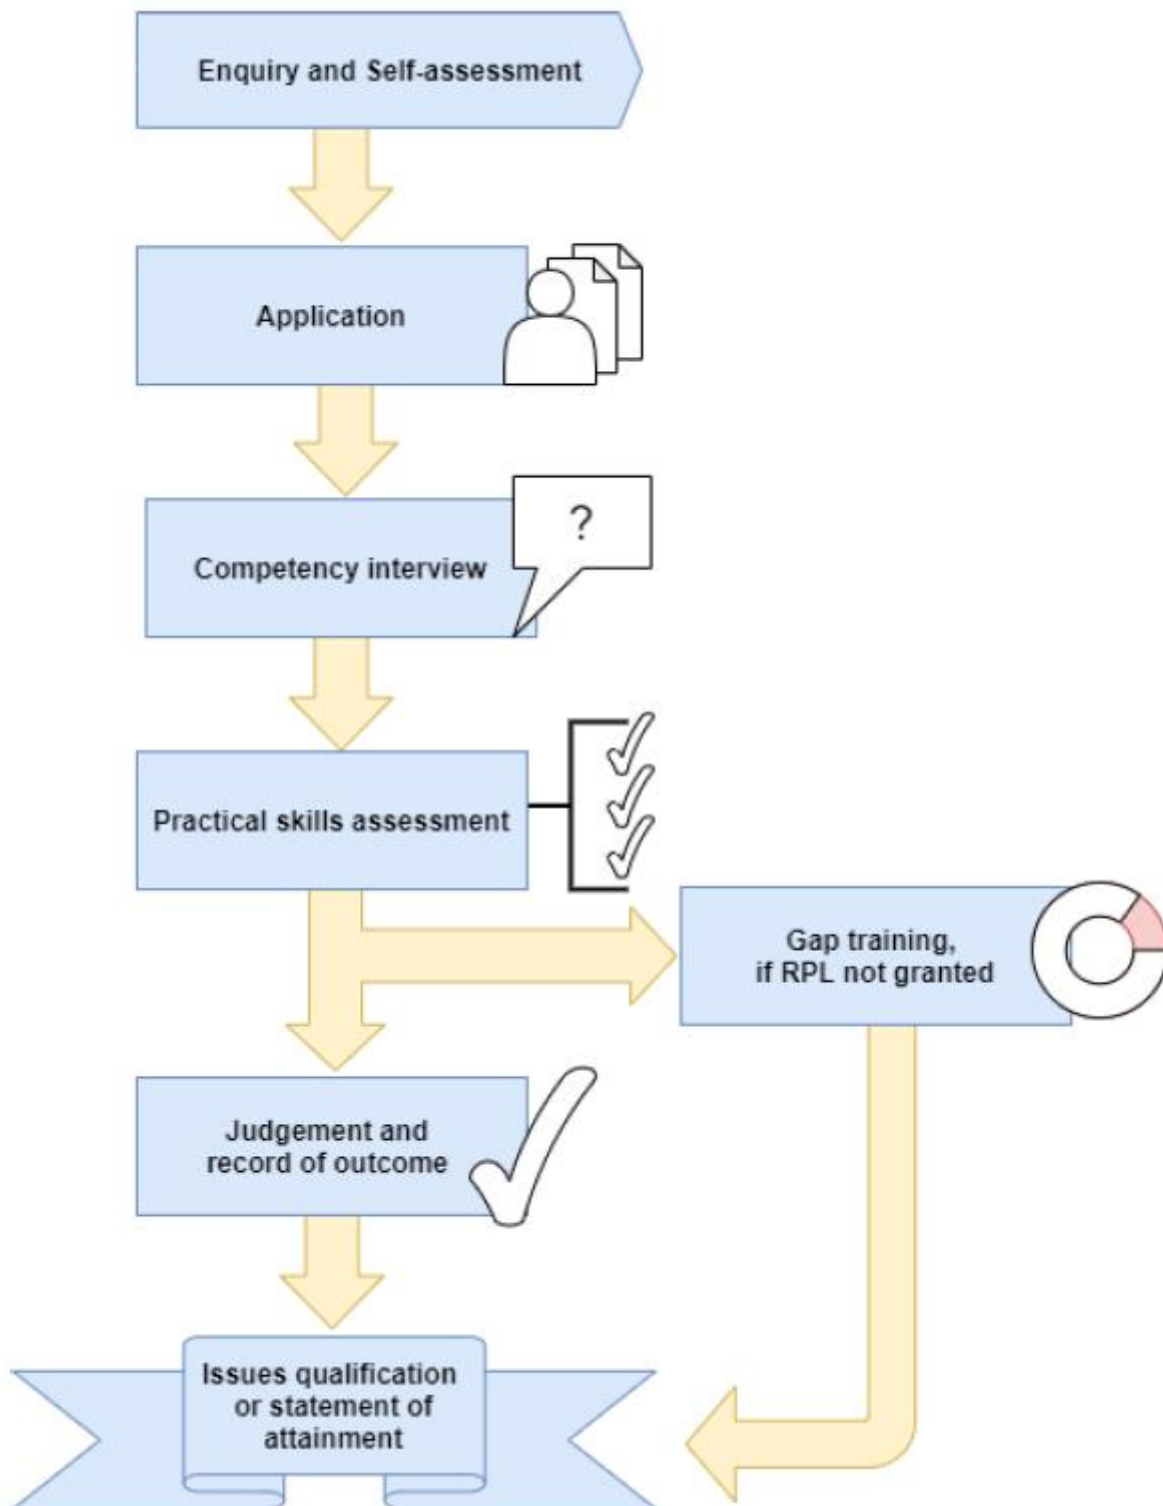 Enquiry and Self-assessment
Application
?
Competency interview
Practical skills assessment
Gap training,
if RPL not granted
Judgement and
record of outcome
Issues qualification
or statement of
attainment